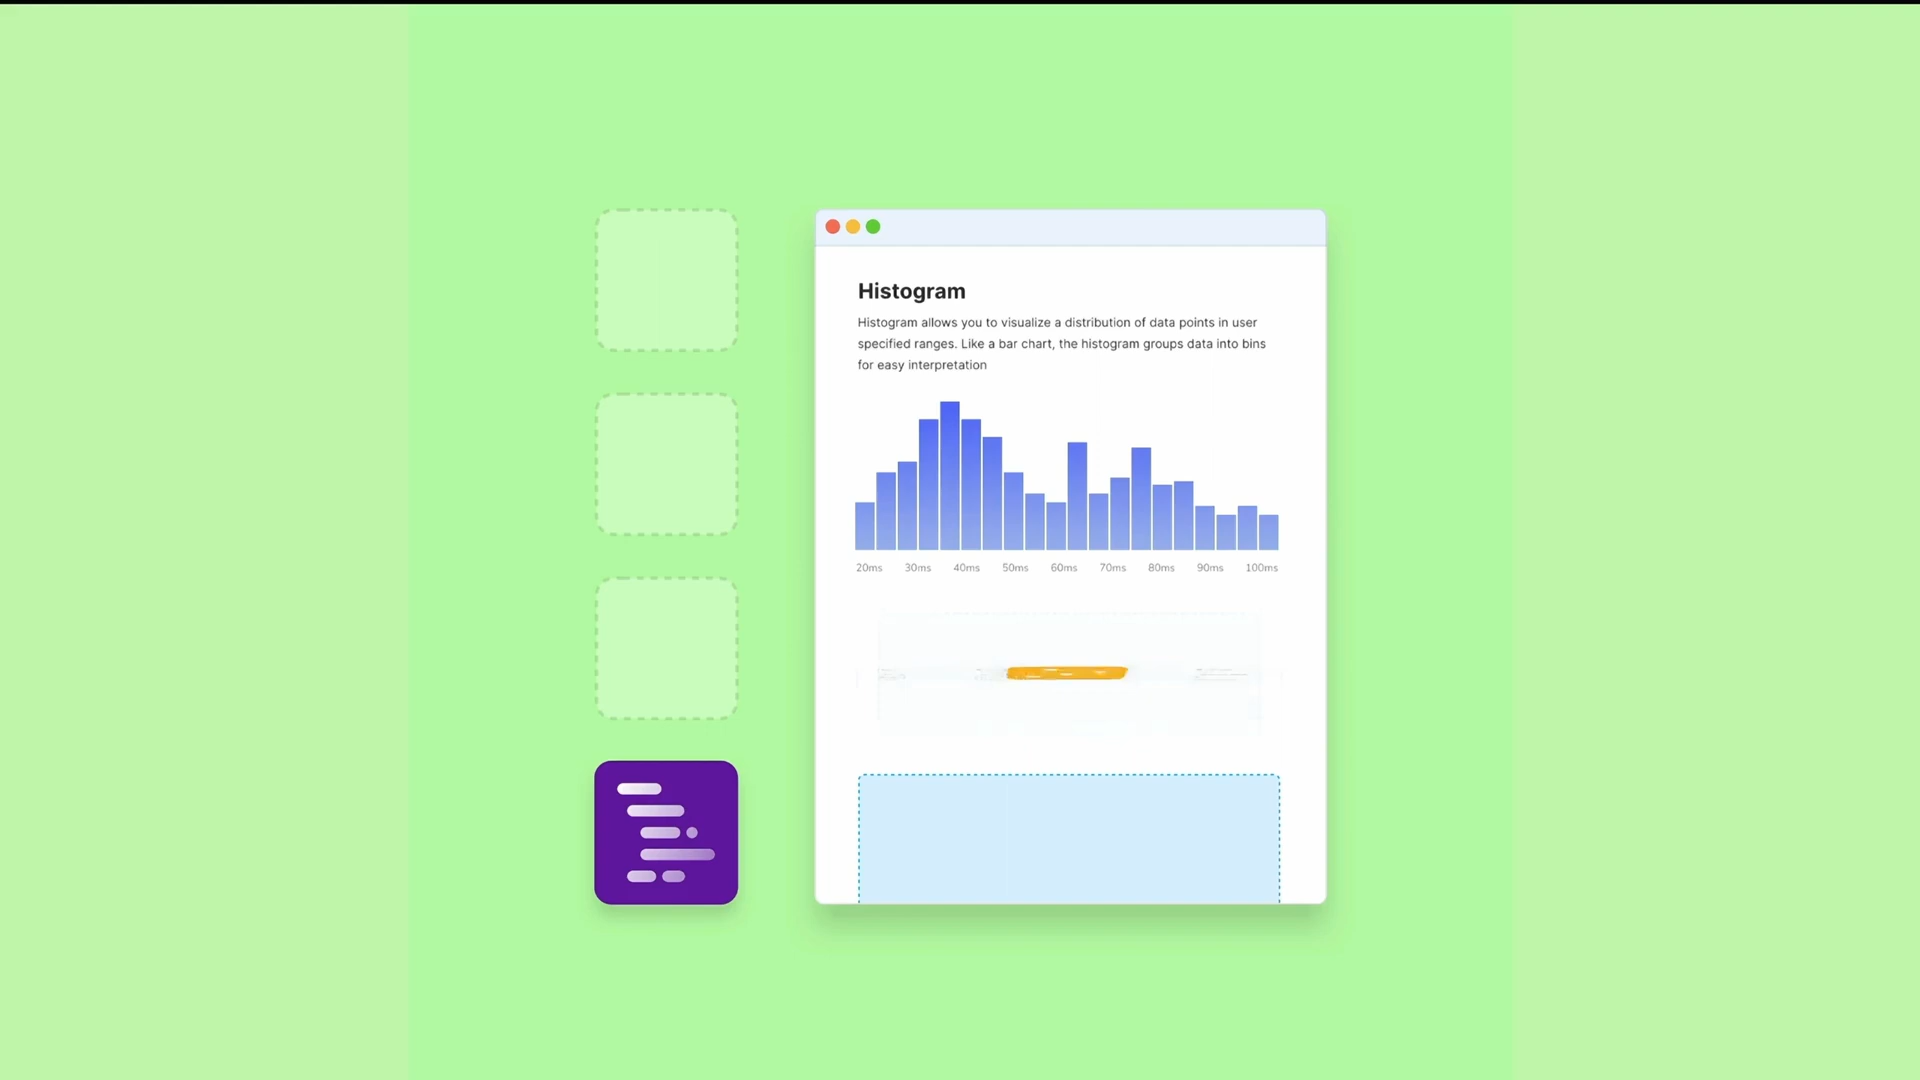 Histogram
Histogram allows you to visualize a distribution of data points in user
specified ranges. Like a bar chart, the histogram groups data into bins
for easy interpretation
20ms 30ms 40ms 50ms 60ms 70ms 80ms 90ms 100ms